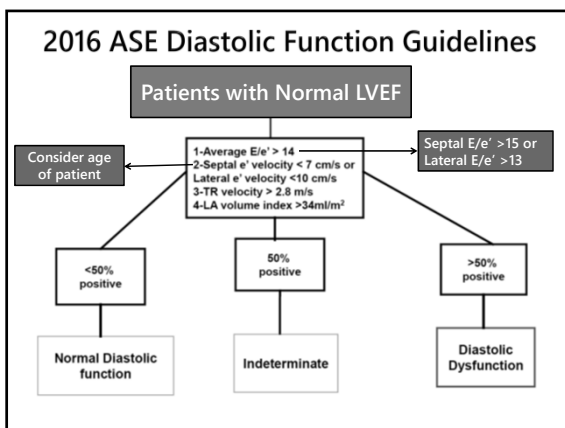 2016 ASE Diastolic Function Guidelines
Patients with Normal LVEF
Consider age
of patient
1-Average E/e' > 14
2-Septal e' velocity < 7 cm/s or
Lateral e' velocity <10 cm/s
3-TR velocity > 2.8 m/s
4-LA volume index >34ml/m²
Septal E/e′ >15 or
Lateral E/e′ >13
<50%
positive
50%
positive
>50%
positive
Normal Diastolic
function
Indeterminate
Diastolic
Dysfunction